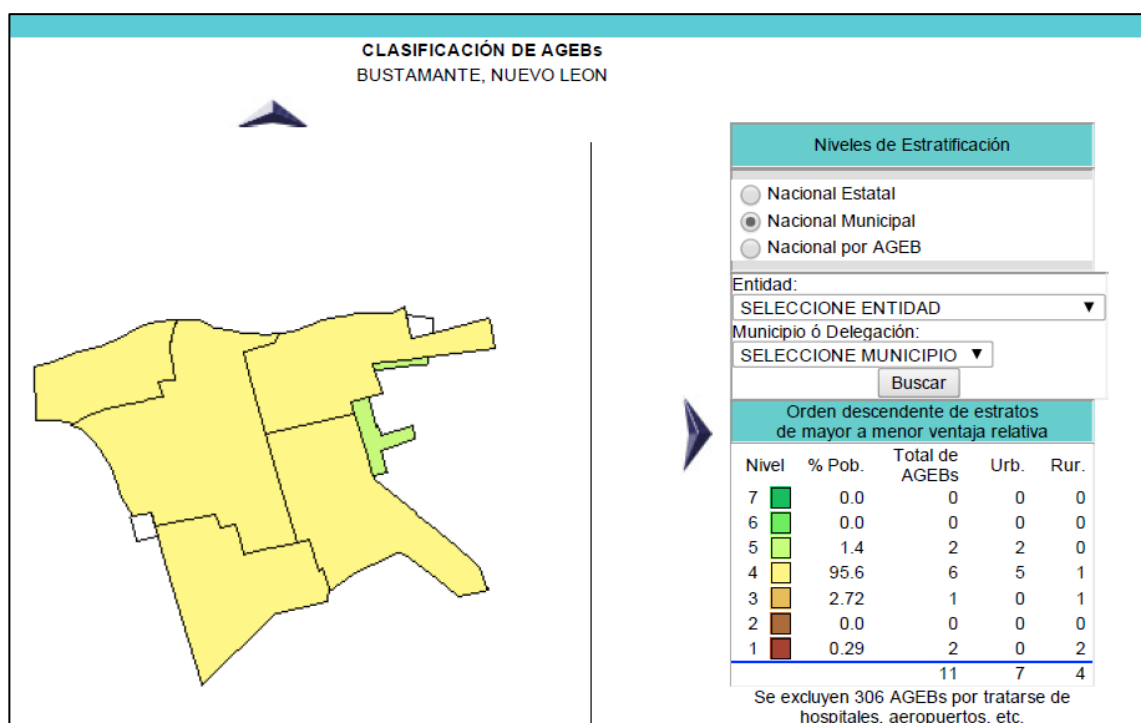 CLASIFICACIÓN DE AGEBs
BUSTAMANTE, NUEVO LEON
Niveles de Estratificación
Nacional Estatal
Nacional Municipal
Nacional por AGEB
Entidad:
SELECCIONE ENTIDAD
Municipio ó Delegación:
SELECCIONE MUNICIPIO
Buscar
Orden descendente de estratos
de mayor a menor ventaja relativa
Nivel % Pob. Total de AGEBs Urb. Rur.
7 0.0 0 0 0
6 0.0 0 0 0
5 1.4 2 2 0
4 95.6 6 5 1
3 2.72 1 0 1
2 0.0 0 0 0
1 0.29 2 0 2
11 7 4
Se excluyen 306 AGEBs por tratarse de
hospitales, aeropuertos, etc.